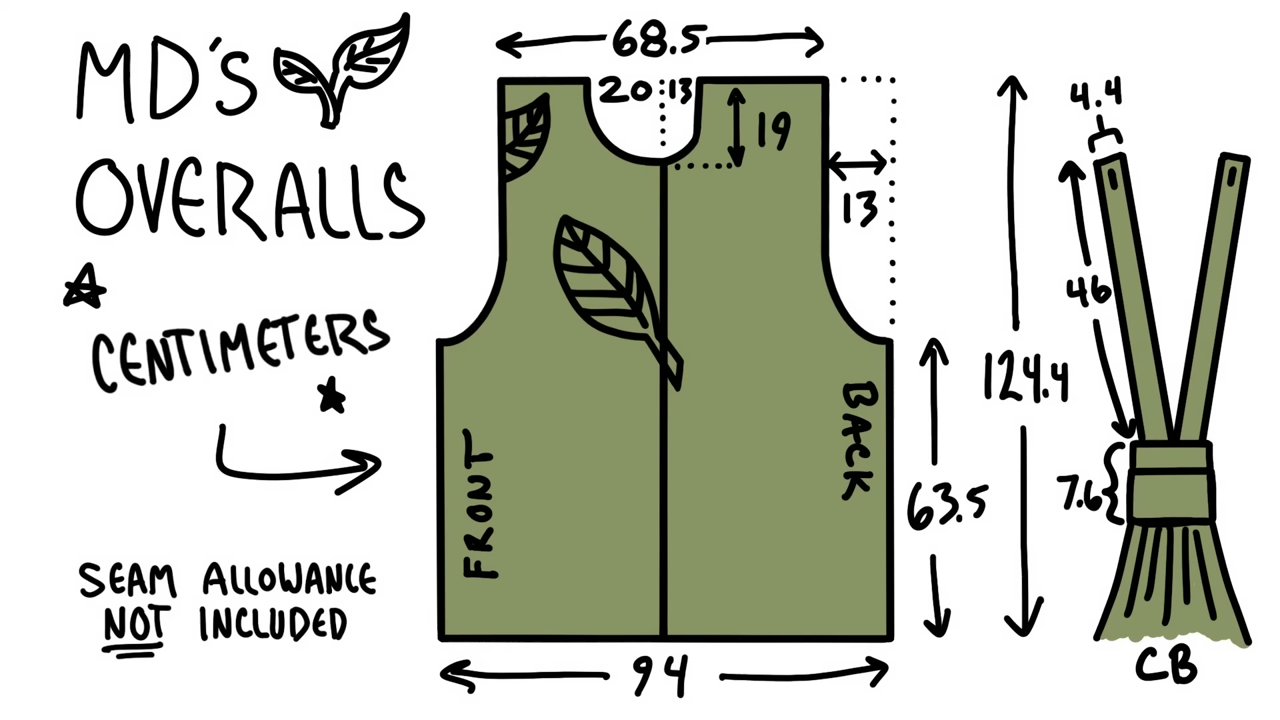 MD'S
OVERALLS
CENTIMETERS
SEAM ALLOWANCE
NOT INCLUDED
68.5
20 13
19
13
FRONT
BACK
63.5
124.4
94
4.4
46
7.6
CB